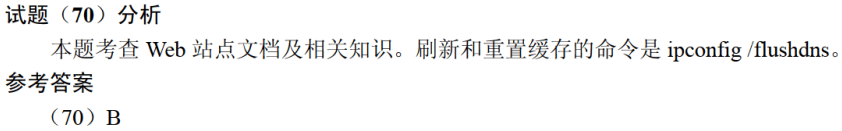 试题（70）分析
本题考查 Web 站点文档及相关知识。刷新和重置缓存的命令是 ipconfig /flushdns。
参考答案
（70）B